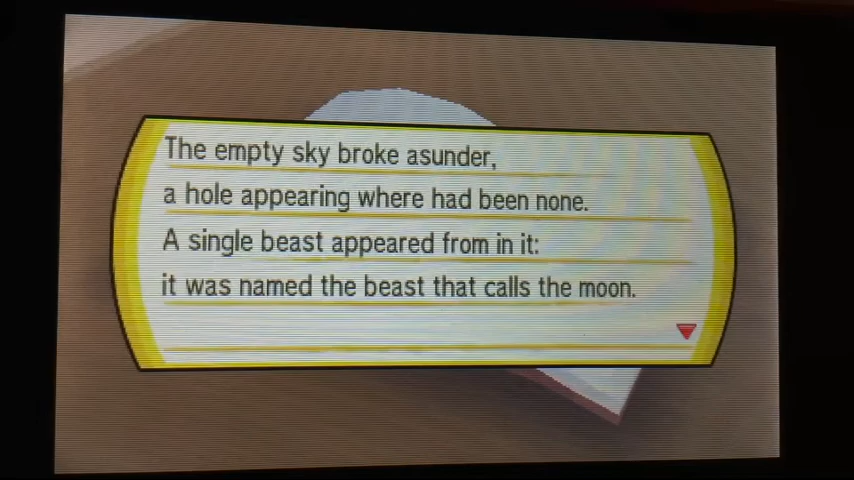 The empty sky broke asunder,
a hole appearing where had been none.
A single beast appeared from in it:
it was named the beast that calls the moon.